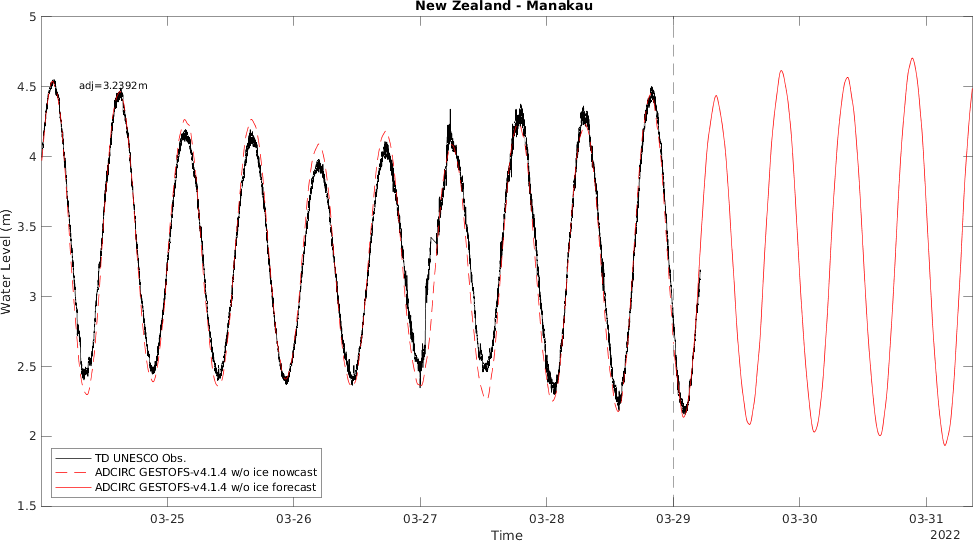 New Zealand - Manakau
adj=3.2392m
5
4.5
4
3.5
3
2.5
2
1.5
Water Level (m)
TD UNESCO Obs.
ADCIRC GESTOFS-v4.1.4 w/o ice nowcast
ADCIRC GESTOFS-v4.1.4 w/o ice forecast
03-25 03-26 03-27 03-28 03-29 03-30 03-31
Time
2022